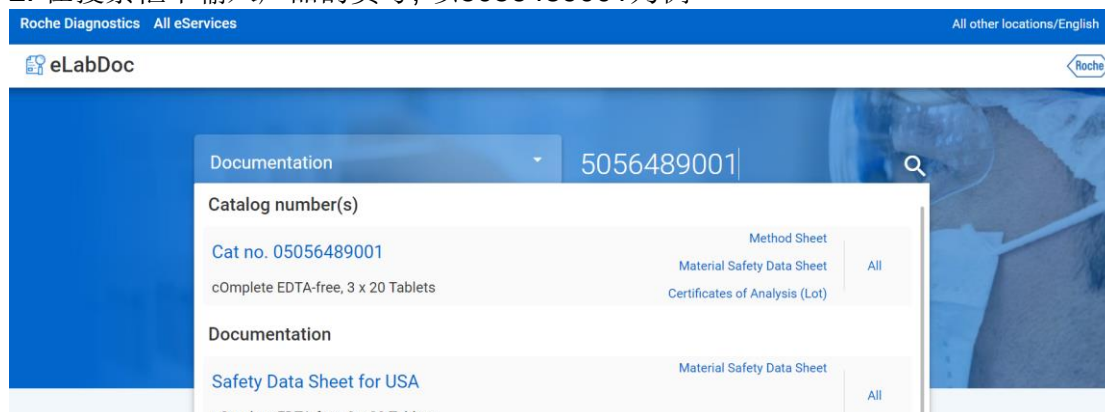 Roche Diagnostics All eServices All other locations/English
eLabDoc Roche
Documentation 5056489001
Catalog number(s)
Cat no. 05056489001
Method Sheet
Material Safety Data Sheet
All
cOmplete EDTA-free, 3 x 20 Tablets
Certificates of Analysis (Lot)
Documentation
Safety Data Sheet for USA
Material Safety Data Sheet
All